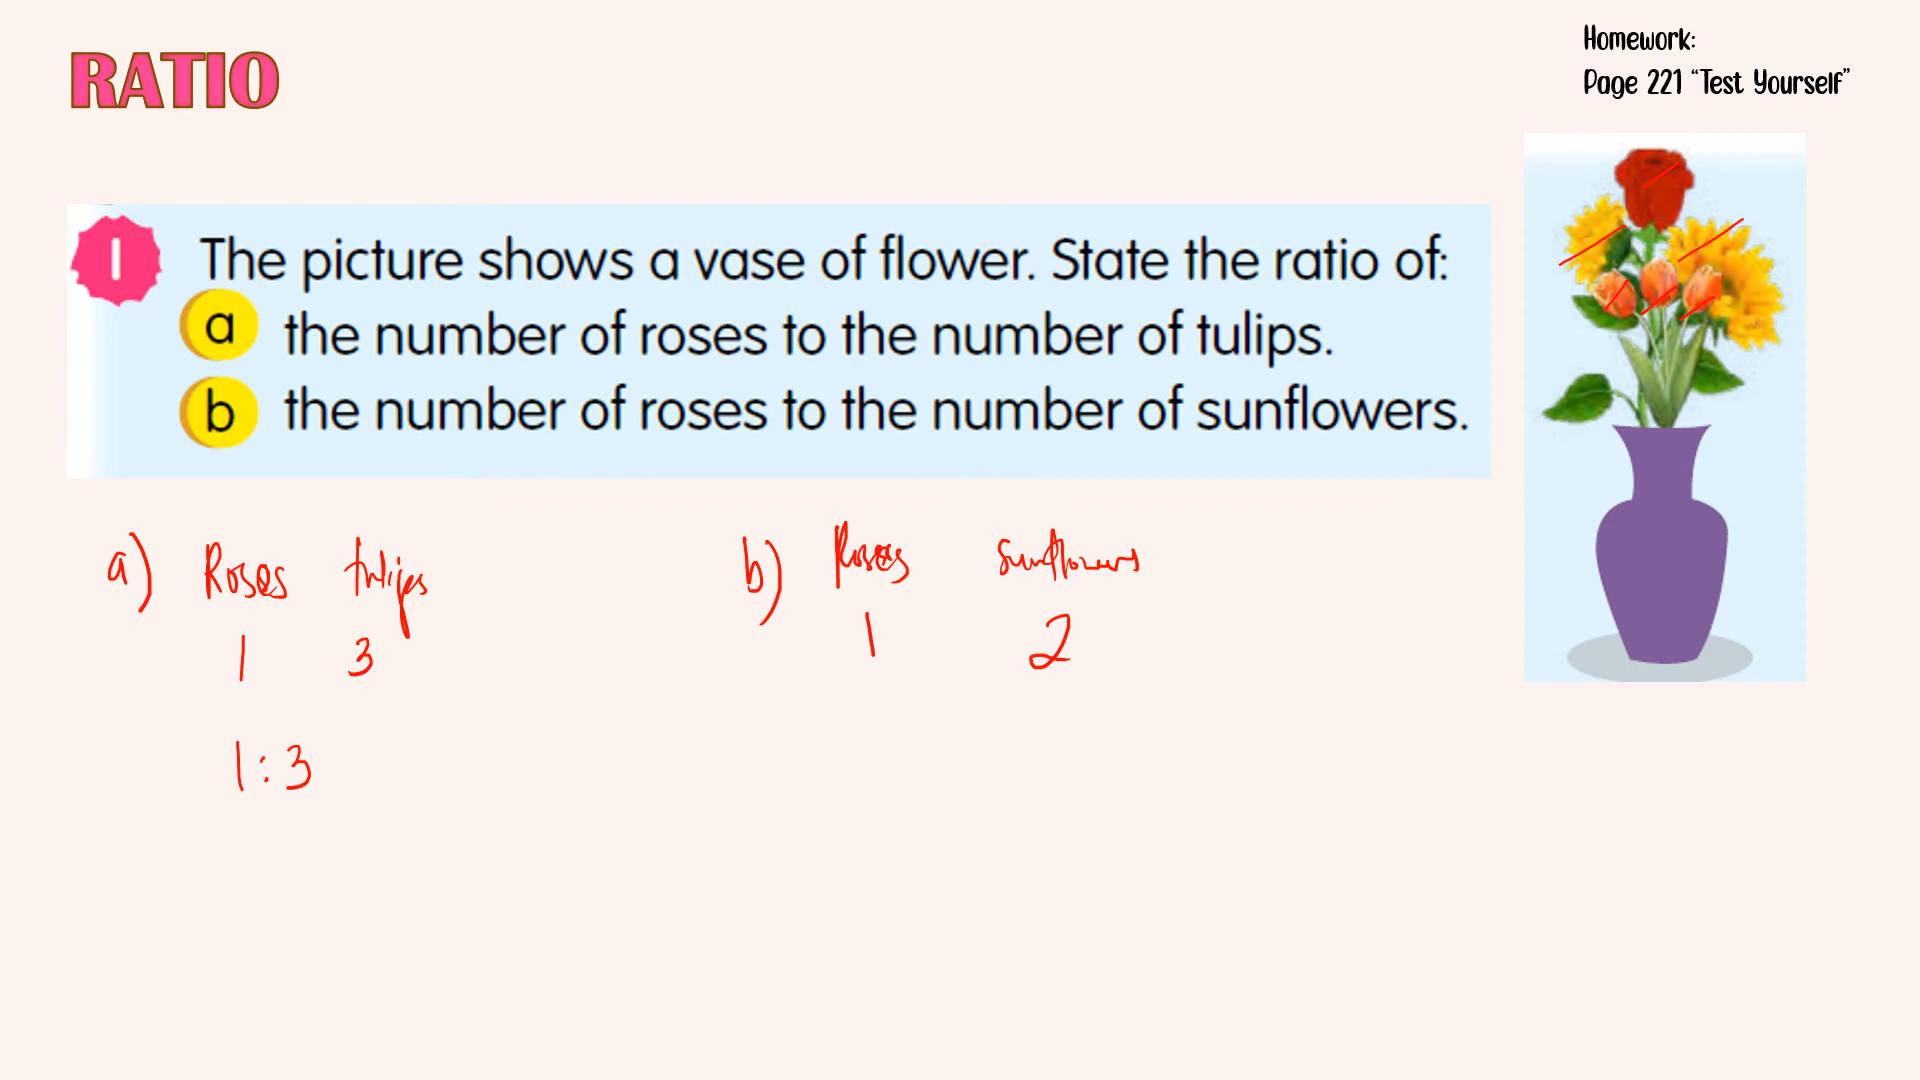 RATIO
Homework:
Page 221 “Test Yourself”
1 The picture shows a vase of flower. State the ratio of:
a the number of roses to the number of tulips.
b the number of roses to the number of sunflowers.
a) Roses tulips
1 3
1:3
b) Roses sunflowers
1 2